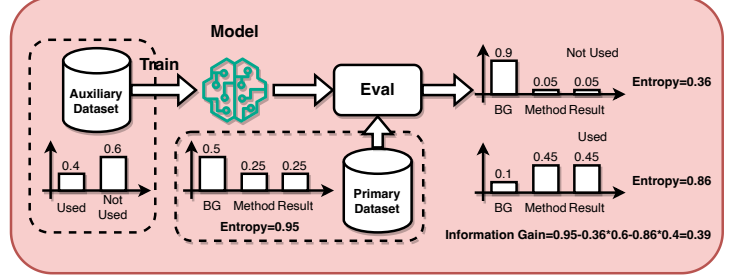 Model
Train
Auxiliary
Dataset
Eval
0.9
Not Used
0.05
0.05
BG
Method
Result
Entropy=0.36
0.4
0.6
Used
Not
Used
0.5
0.25
0.25
BG
Method
Result
Entropy=0.95
Primary
Dataset
Used
0.1
0.45
0.45
BG
Method
Result
Entropy=0.86
Information Gain=0.95-0.36*0.6-0.86*0.4=0.39